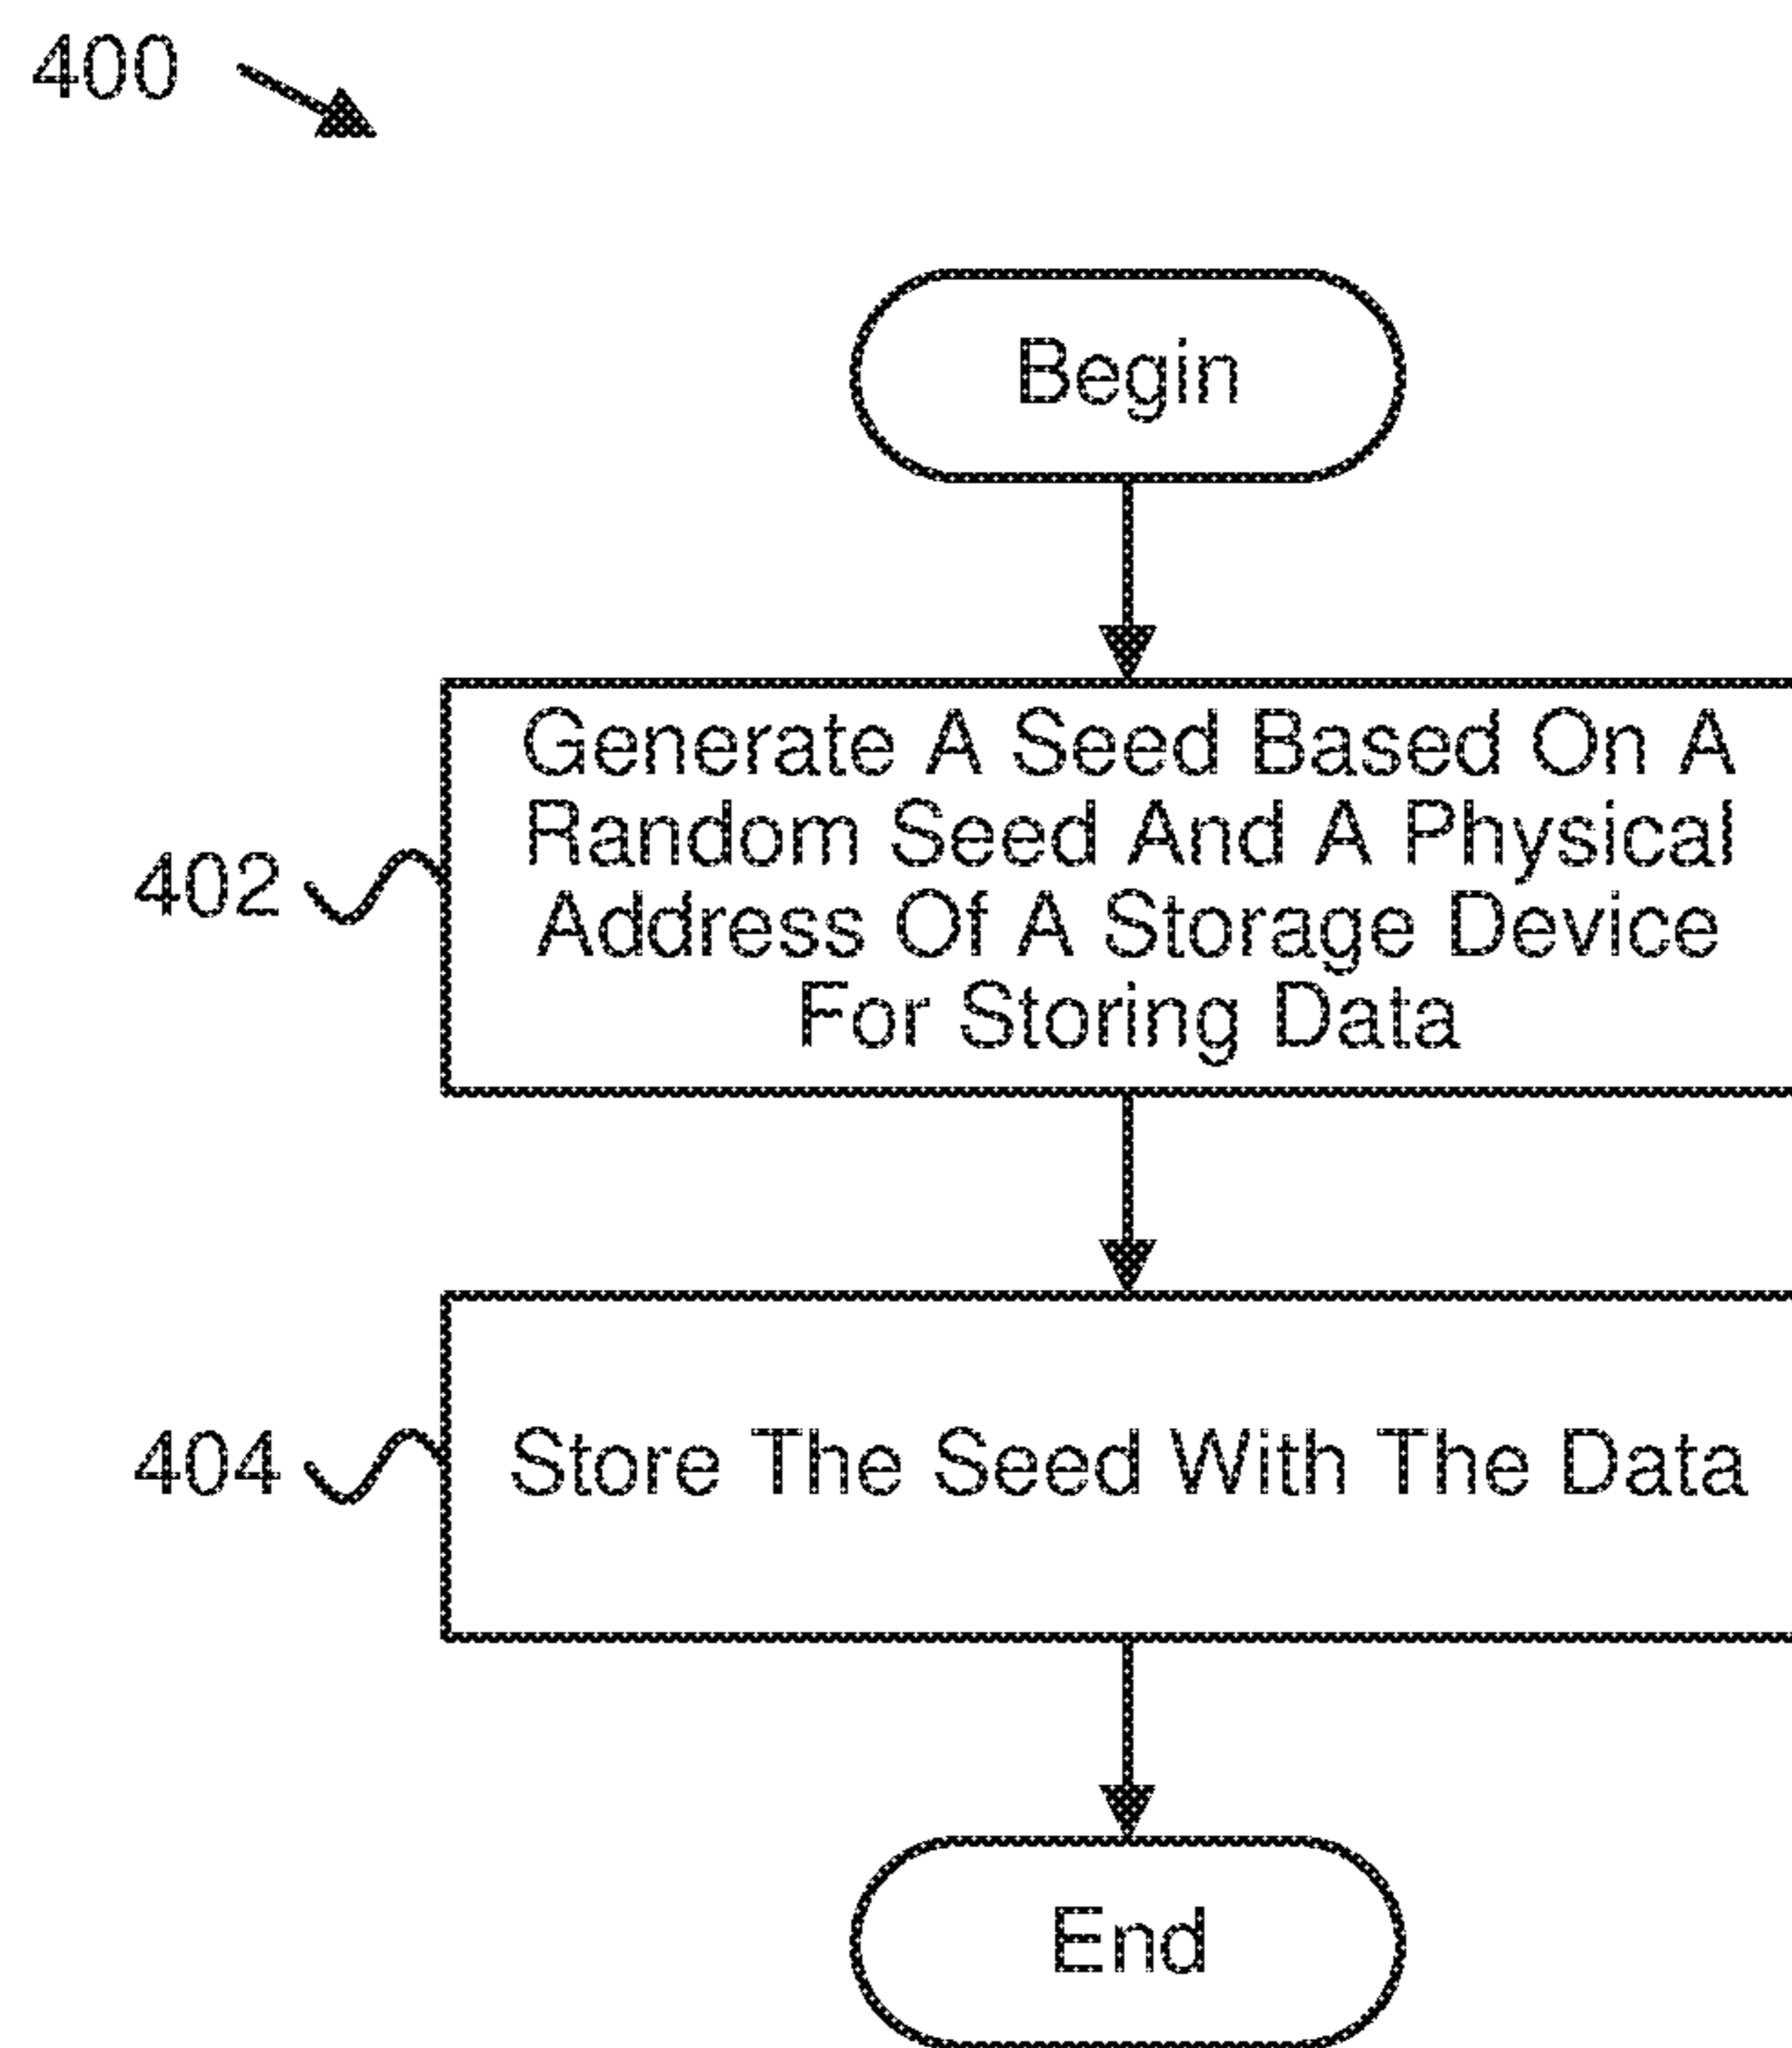 400
Begin
Generate A Seed Based On A
Random Seed And A Physical
Address Of A Storage Device
For Storing Data
402
Store The Seed With The Data
404
End